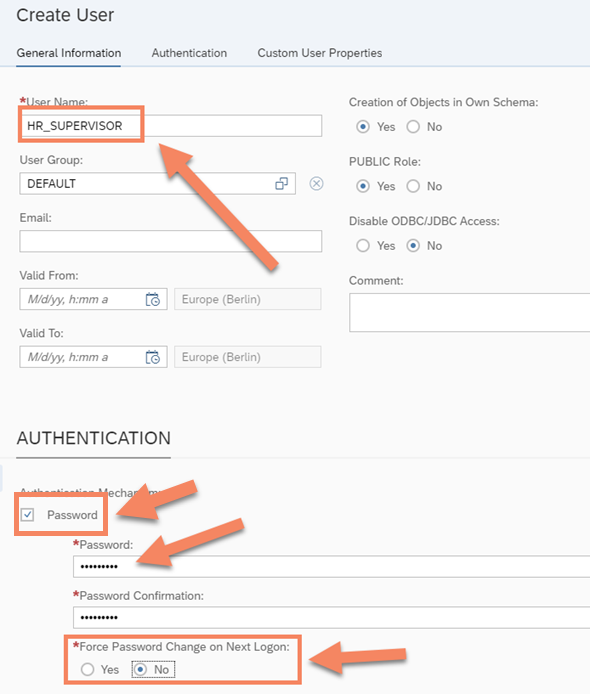 Create User
General Information Authentication Custom User Properties
*User Name:
HR_SUPERVISOR
User Group:
DEFAULT
Email:
Valid From:
M/d/yy, h:mm a Europe (Berlin)
Valid To:
M/d/yy, h:mm a Europe (Berlin)
Creation of Objects in Own Schema:
Yes No
PUBLIC Role:
Yes No
Disable ODBC/JDBC Access:
Yes No
Comment:
AUTHENTICATION
Authentication Mechanisms
Password
*Password:
•••••••••
*Password Confirmation:
•••••••••
*Force Password Change on Next Logon:
Yes No